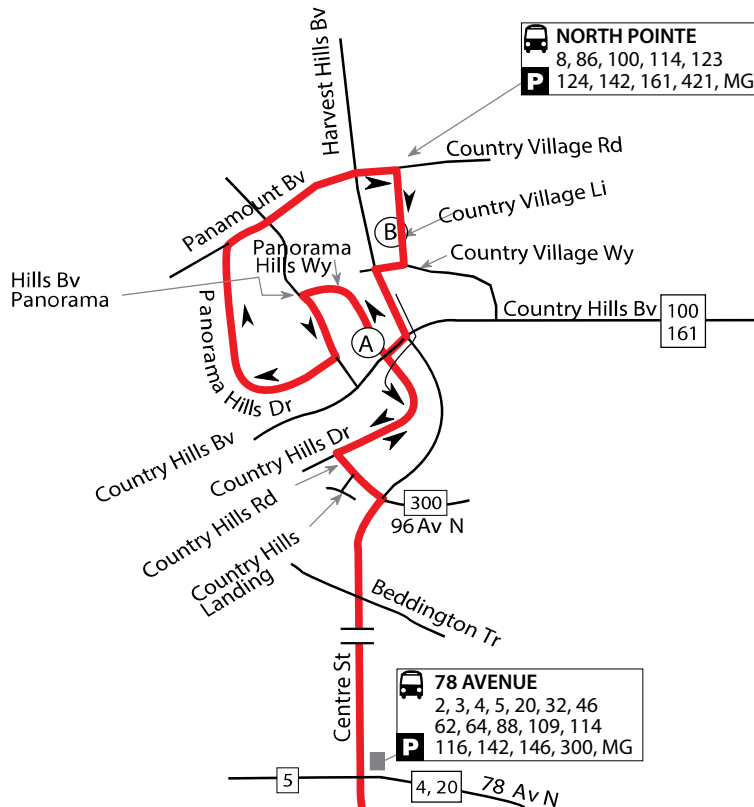 NORTH POINTE
8, 86, 100, 114, 123
P
124, 142, 161, 421, MG
Harvest Hills Bv
Country Village Rd
Panamount Bv
Country Village Li
B
Panorama
Hills Wy
Country Village Wy
Hills Bv
Panorama
Country Hills Bv
100
161
Panorama Hills Dr
A
Country Hills Bv
Country Hills Dr
Country Hills Rd
300
96 Av N
Country Hills
Landing
Beddington Tr
Centre St
78 AVENUE
2, 3, 4, 5, 20, 32, 46
62, 64, 88, 109, 114
P
116, 142, 146, 300, MG
5
4, 20
78 Av N